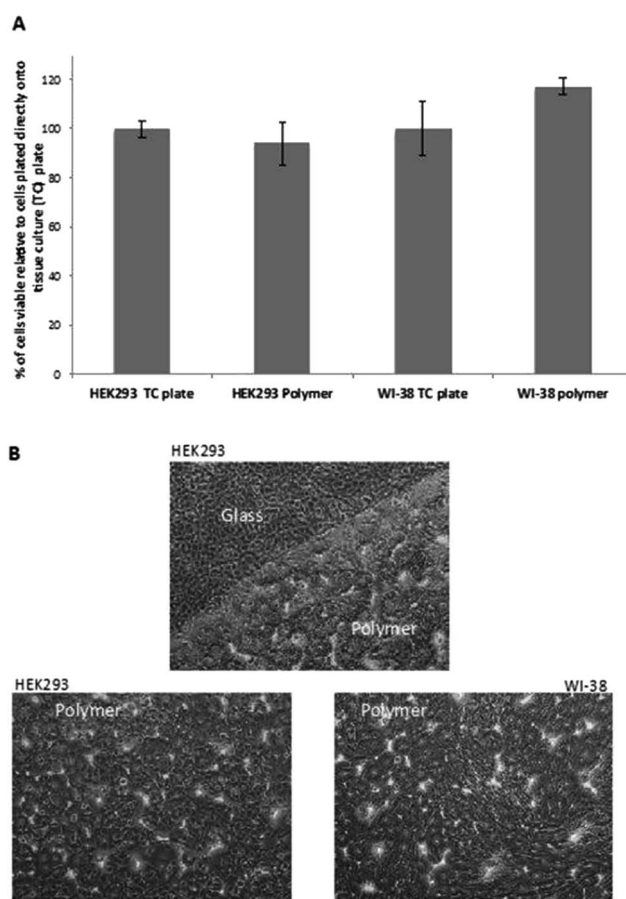 A
% of cells viable relative to cells plated directly onto
tissue culture (TC) plate
120
100
80
60
40
20
0
HEK293 TC plate
HEK293 Polymer
WI-38 TC plate
WI-38 polymer
B
HEK293
Glass
Polymer
HEK293
WI-38
Polymer
Polymer